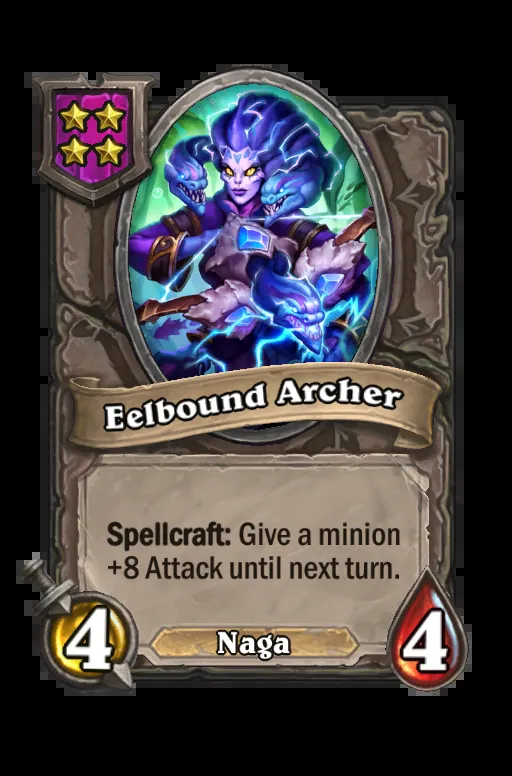 Eelbound Archer
Spellcraft: Give a minion
+8 Attack until next turn.
4
Naga
4